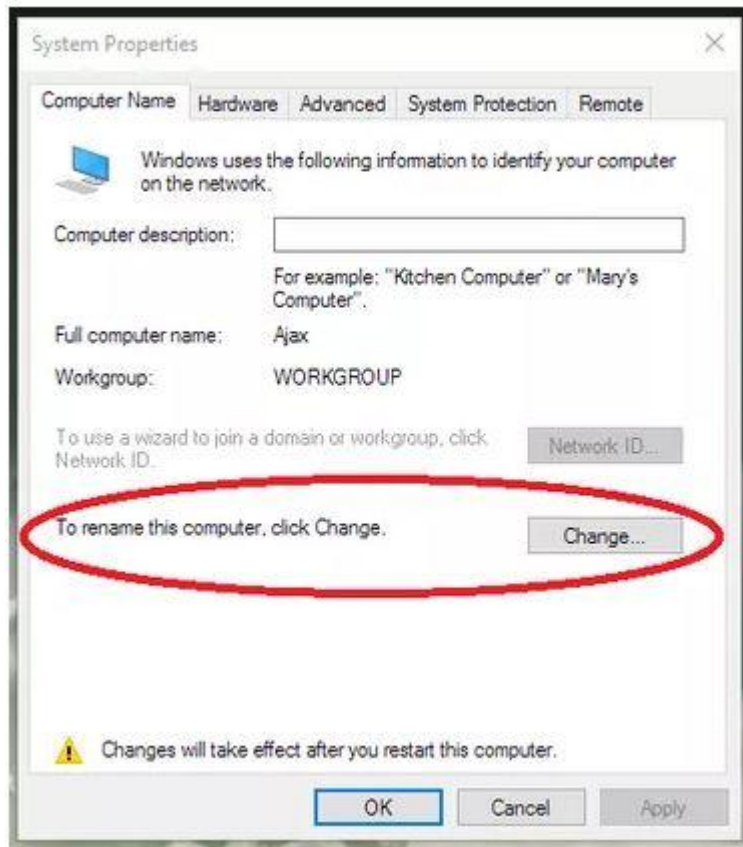 System Properties
Computer Name Hardware Advanced System Protection Remote
Windows uses the following information to identify your computer
on the network.
Computer description:
For example: "Kitchen Computer" or "Mary's
Computer".
Full computer name: Ajax
Workgroup: WORKGROUP
To use a wizard to join a domain or workgroup, click
Network ID.
Network ID...
To rename this computer, click Change.
Change...
Changes will take effect after you restart this computer.
OK Cancel Apply